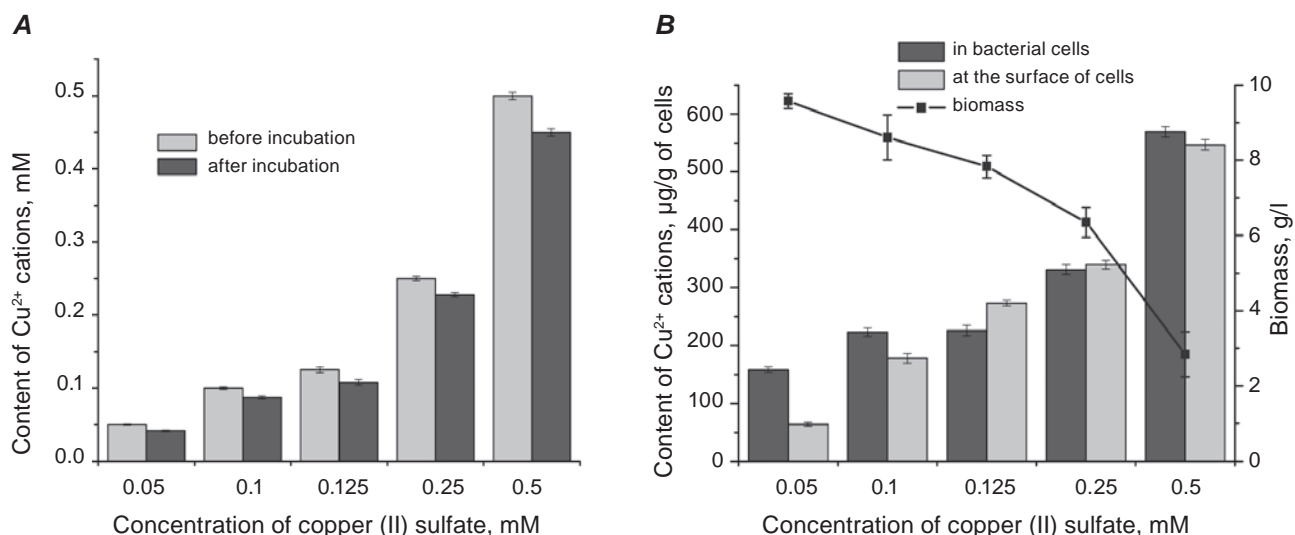 A
Content of Cu²⁺ cations, mM
0.5
0.4
0.3
0.2
0.1
0.0
before incubation
after incubation
0.05 0.1 0.125 0.25 0.5
Concentration of copper (II) sulfate, mM
B
in bacterial cells
at the surface of cells
biomass
Content of Cu²⁺ cations, µg/g of cells
600
500
400
300
200
100
0
10
8
6
4
2
0
Biomass, g/l
0.05 0.1 0.125 0.25 0.5
Concentration of copper (II) sulfate, mM